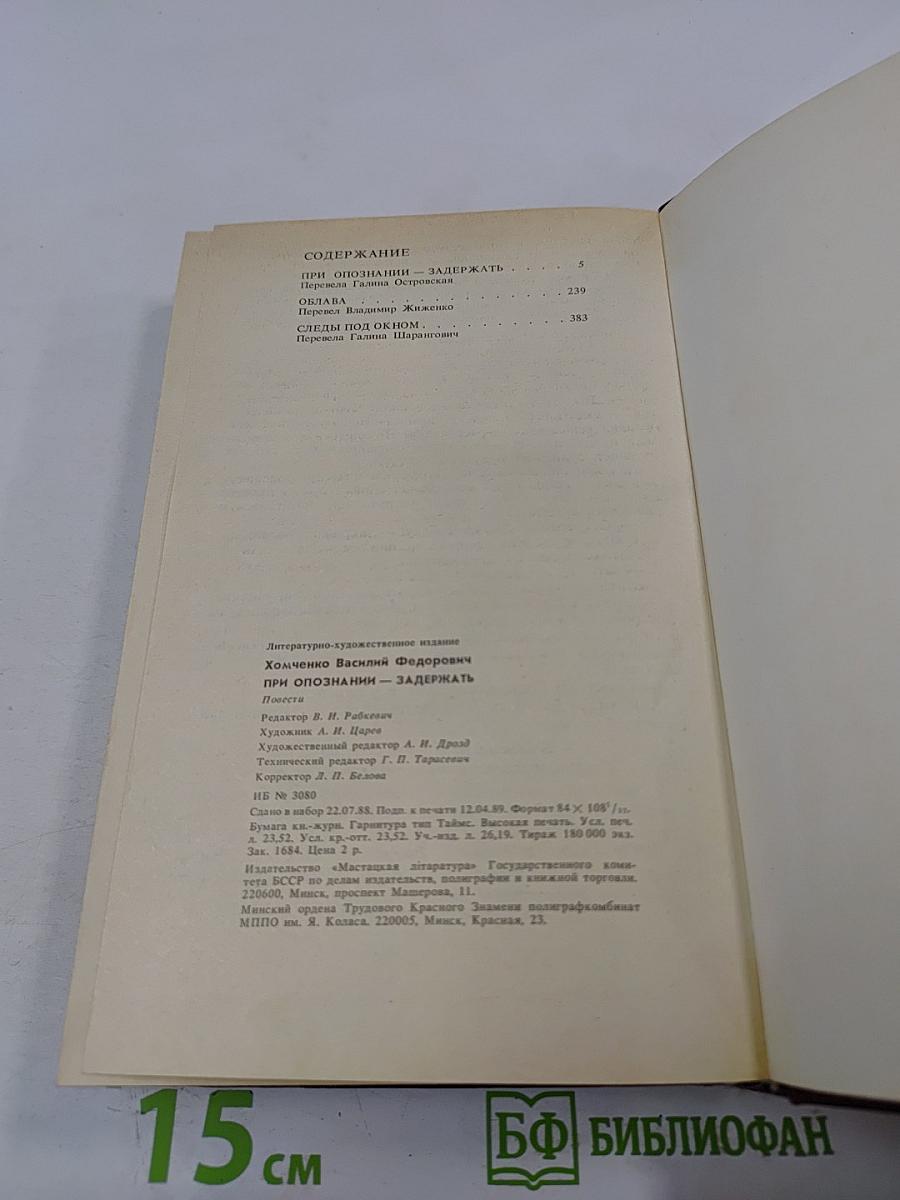 СОДЕРЖАНИЕ
ПРИ ОПОЗНАНИИ — ЗАДЕРЖАТЬ . . . . 5
Перевела Галина Островская
ОБЛАВА . . . . . . . . . . . . . 239
Перевел Владимир Жиженко
СЛЕДЫ ПОД ОКНОМ . . . . . . . . . 383
Перевела Галина Шарангович
Литературно-художественное издание
Хомченко Василий Федорович
ПРИ ОПОЗНАНИИ — ЗАДЕРЖАТЬ
Повести
Редактор В. И. Рабкевич
Художник А. И. Царев
Художественный редактор А. И. Дрозд
Технический редактор Г. П. Тарасевич
Корректор Л. П. Белова
ИБ № 3080
Сдано в набор 22.07.88. Подп. к печати 12.04.89. Формат 84×108¹/₃₂.
Бумага кн.-журн. Гарнитура тип Таймс. Высокая печать. Усл. печ.
л. 23,52. Усл. кр.-отт. 23,52. Уч.-изд. л. 26,19. Тираж 180 000 экз.
Зак. 1684. Цена 2 р.
Издательство «Мастацкая літаратура» Государственного коми-
тета БССР по делам издательств, полиграфии и книжной торговли.
220600, Минск, проспект Машерова, 11.
Минский ордена Трудового Красного Знамени полиграфкомбинат
МППО им. Я. Коласа. 220005, Минск, Красная, 23.
15 см
БФ БИБЛИОФАН